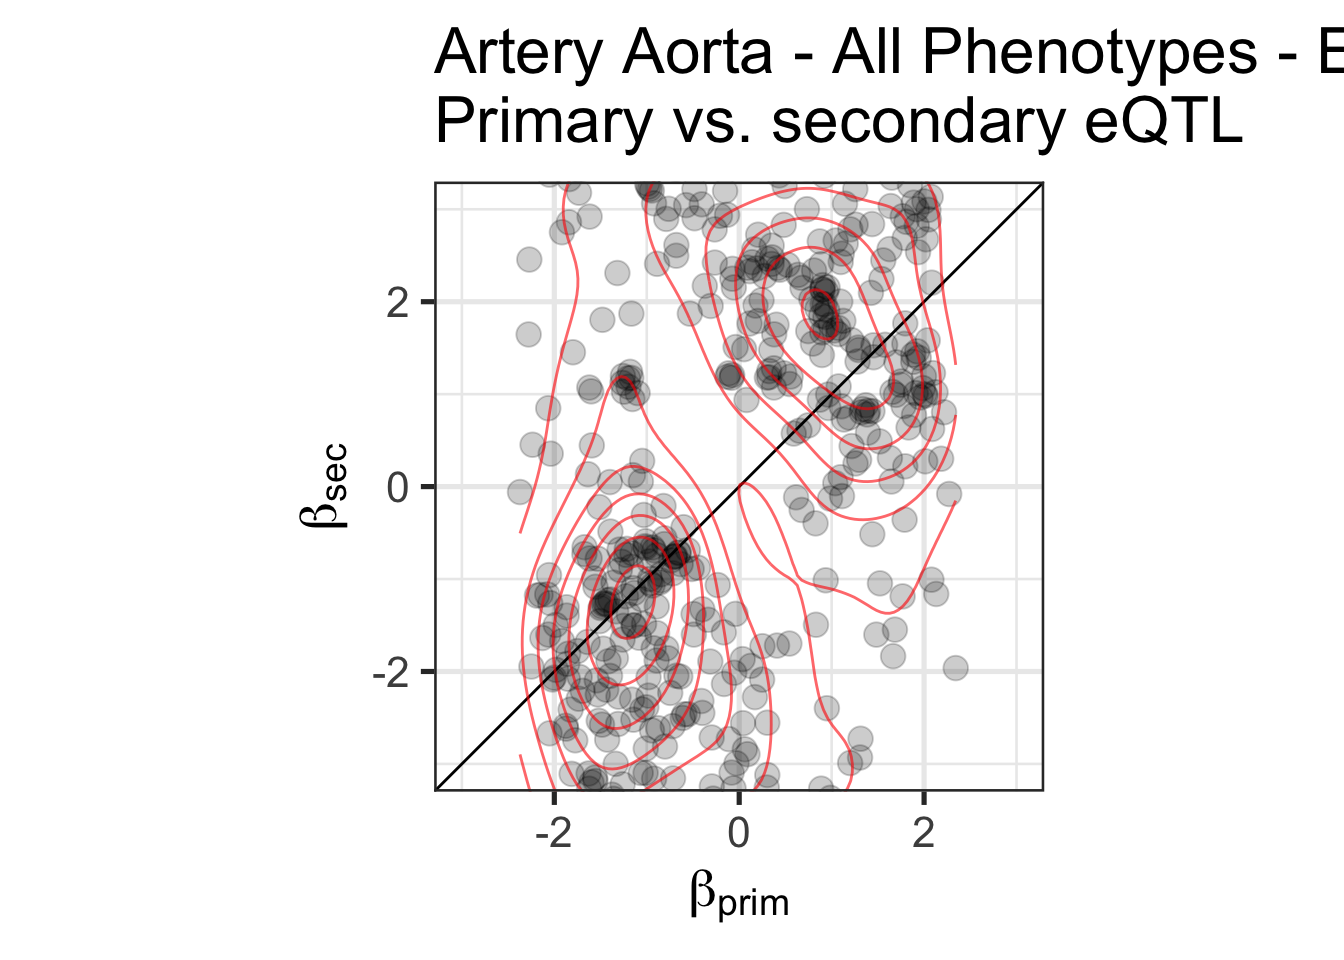 Artery Aorta - All Phenotypes - E
Primary vs. secondary eQTL
βsec
2
0
-2
-2 0 2
βprim